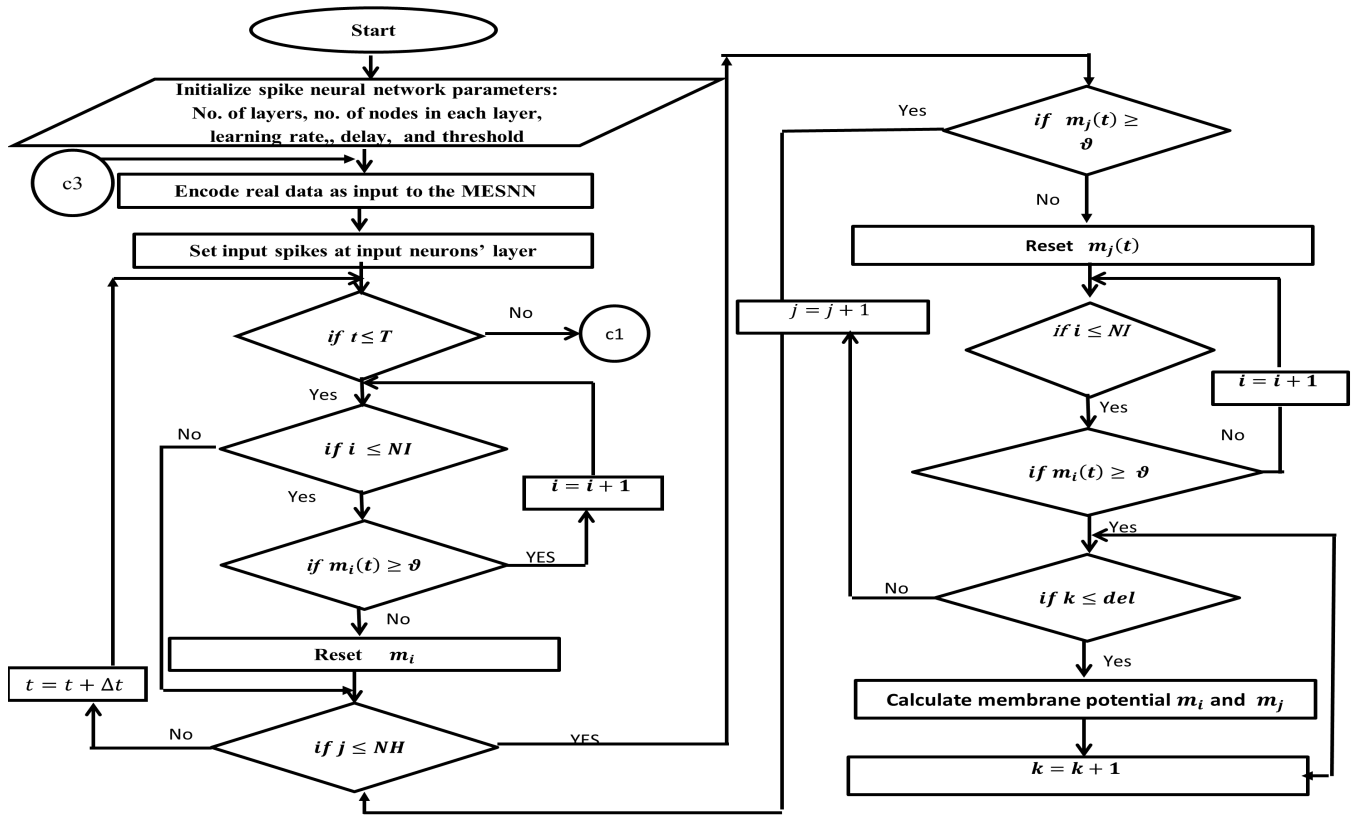 Start
Initialize spike neural network parameters:
No. of layers, no. of nodes in each layer,
learning rate,, delay, and threshold
c3
Encode real data as input to the MESNN
Set input spikes at input neurons' layer
if t ≤ T
No
c1
Yes
if i ≤ NI
No
Yes
i = i + 1
if mᵢ(t) ≥ ϑ
YES
No
Reset mᵢ
t = t + Δt
No
if j ≤ NH
YES
Yes
if mⱼ(t) ≥
ϑ
No
Reset mⱼ(t)
j = j + 1
if i ≤ NI
i = i + 1
Yes
No
if mᵢ(t) ≥ ϑ
Yes
No
if k ≤ del
Yes
Calculate membrane potential mᵢ and mⱼ
k = k + 1